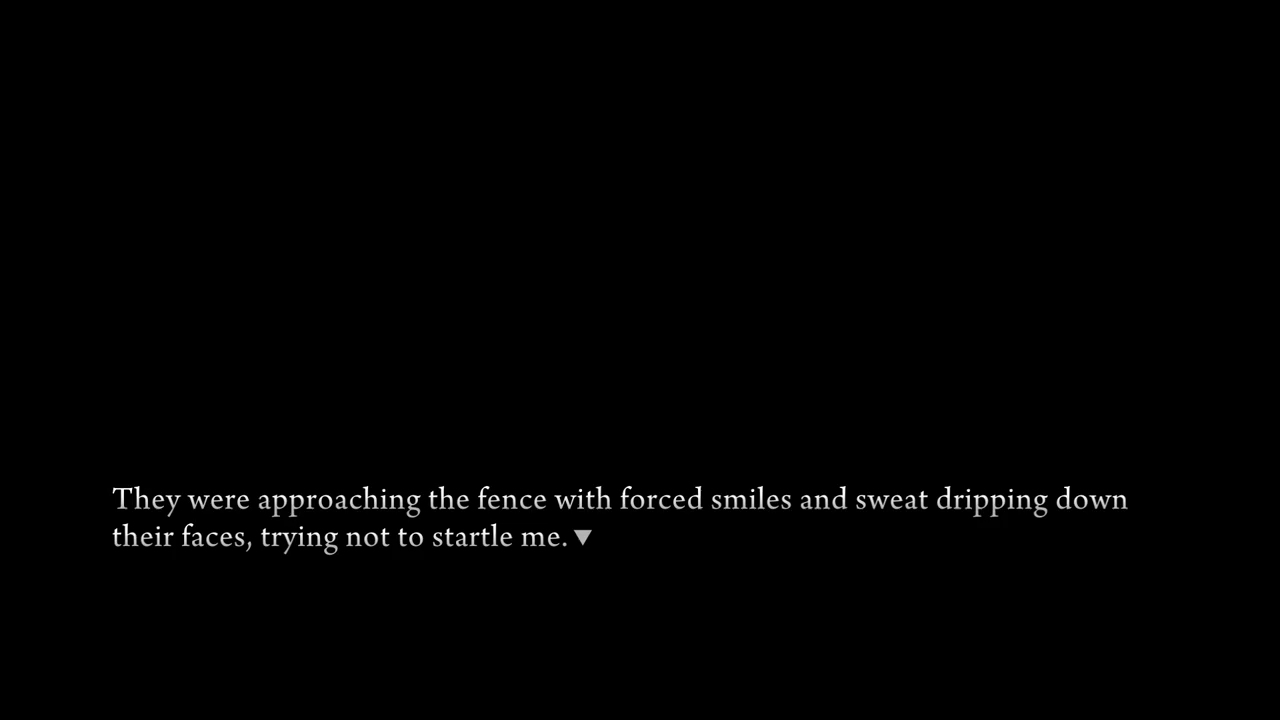 They were approaching the fence with forced smiles and sweat dripping down
their faces, trying not to startle me.▼